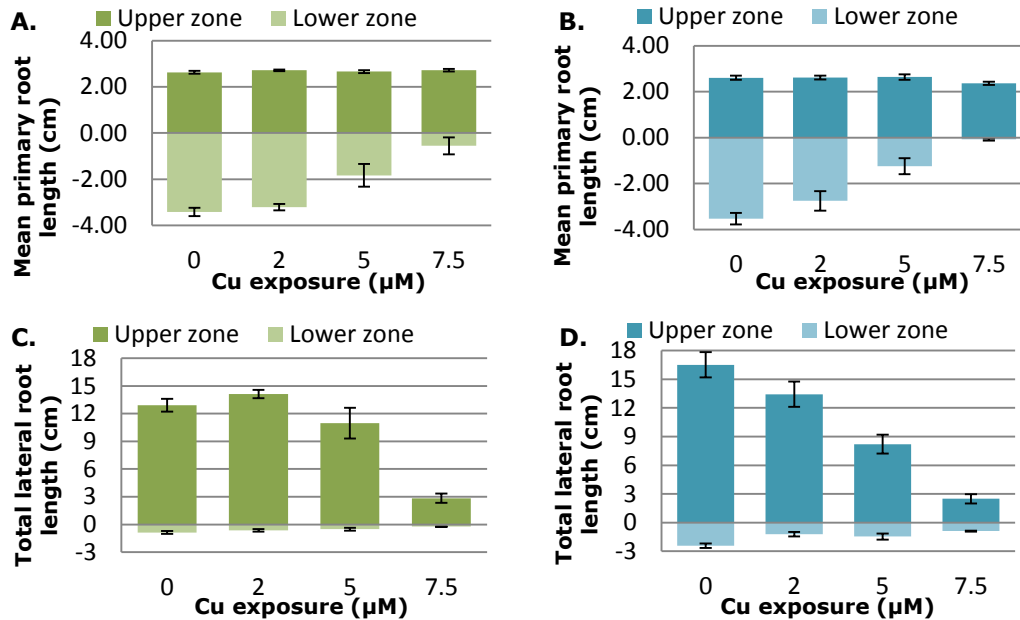 A.
Upper zone Lower zone
Mean primary root
length (cm)
4.00
2.00
0.00
-2.00
-4.00
0 2 5 7.5
Cu exposure (µM)
B.
Upper zone Lower zone
Mean primary root
length (cm)
4.00
2.00
0.00
-2.00
-4.00
0 2 5 7.5
Cu exposure (µM)
C.
Upper zone Lower zone
Total lateral root
length (cm)
18
15
12
9
6
3
0
-3
0 2 5 7.5
Cu exposure (µM)
D.
Upper zone Lower zone
Total lateral root
length (cm)
18
15
12
9
6
3
0
-3
0 2 5 7.5
Cu exposure (µM)